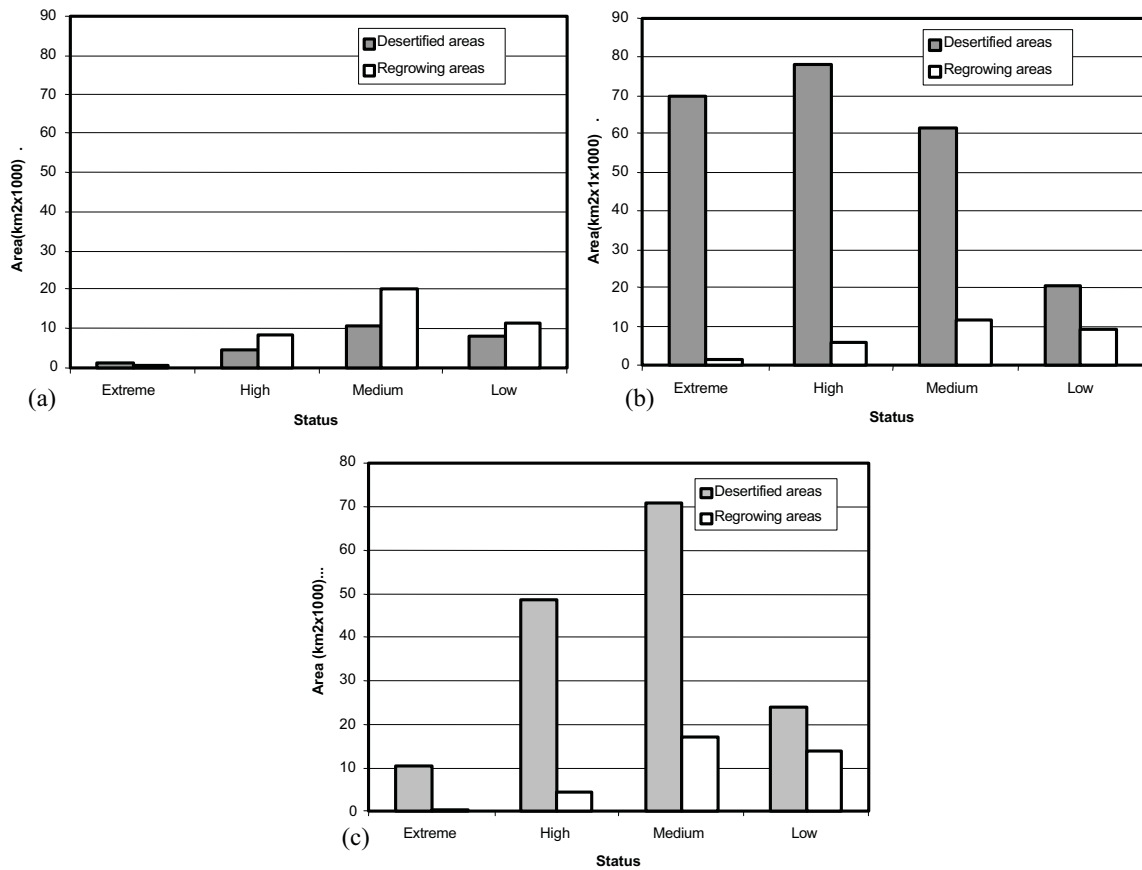 90
80
70
60
50
40
30
20
10
0
Area(km2x1000) .
Desertified areas
Regrowing areas
Extreme High Medium Low
(a)
Status
90
80
70
60
50
40
30
20
10
0
Area(km2x1x1000) .
Desertified areas
Regrowing areas
Extreme High Medium Low
(b)
Status
80
70
60
50
40
30
20
10
0
Area (km2x1000)...
Desertified areas
Regrowing areas
Extreme High Medium Low
(c)
Status